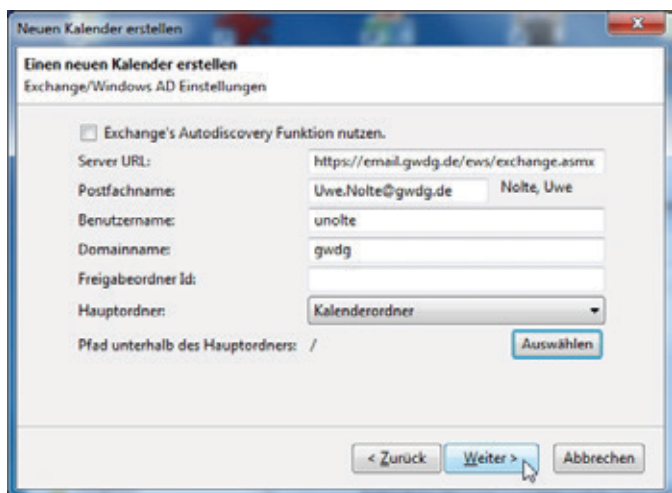 Neuen Kalender erstellen
Einen neuen Kalender erstellen
Exchange/Windows AD Einstellungen
Exchange's Autodiscovery Funktion nutzen.
Server URL: https://email.gwdg.de/ews/exchange.asmx
Postfachname: Uwe.Nolte@gwdg.de Nolte, Uwe
Benutzername: unolte
Domainname: gwdg
Freigabeordner Id:
Hauptordner: Kalenderordner
Pfad unterhalb des Hauptordners: / Auswählen
< Zurück Weiter > Abbrechen